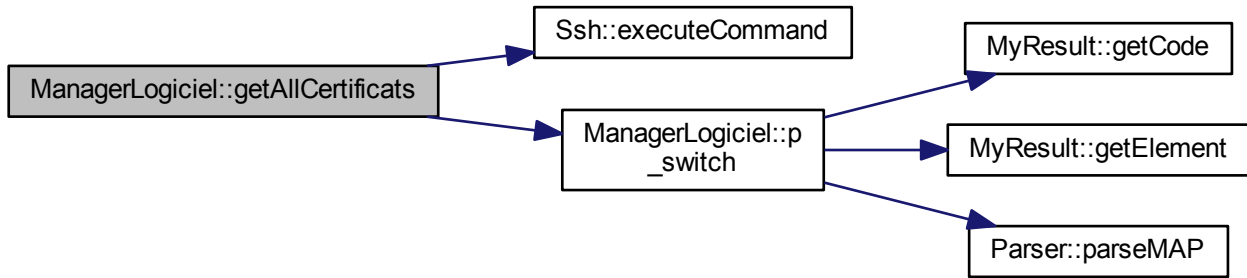 ManagerLogiciel::getAllCertificats
Ssh::executeCommand
ManagerLogiciel::p
_switch
MyResult::getCode
MyResult::getElement
Parser::parseMAP